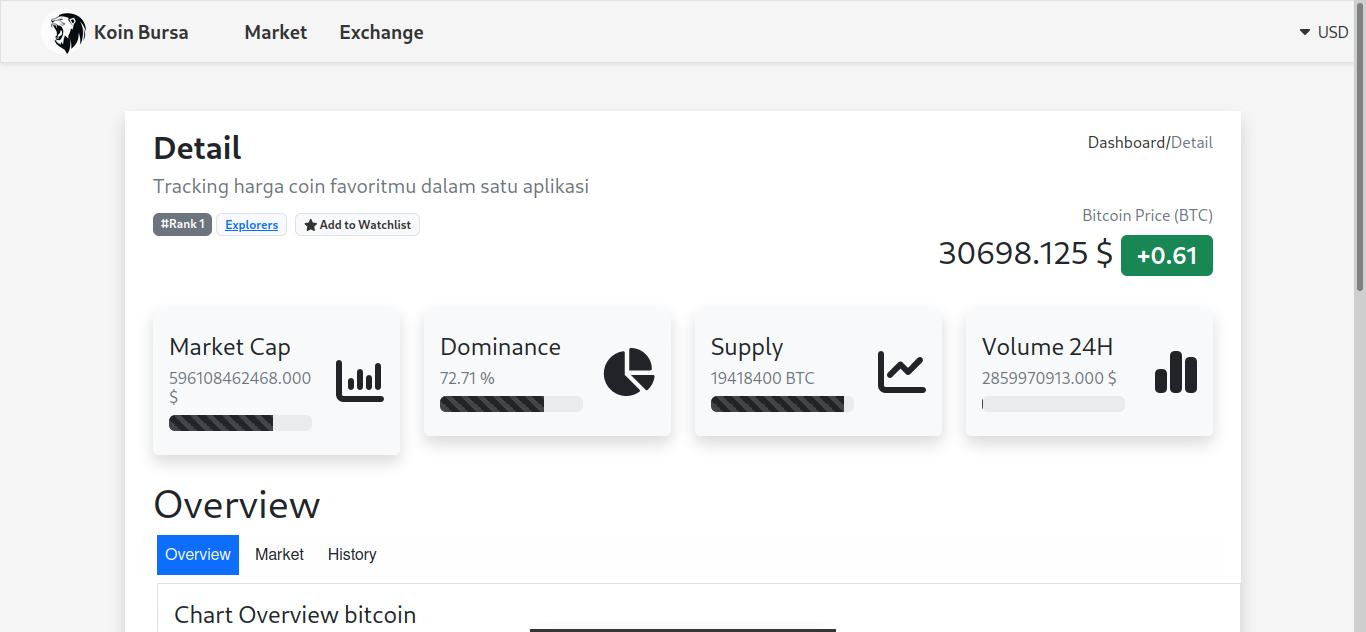 Koin Bursa
Market
Exchange
USD
Detail
Dashboard/Detail
Tracking harga coin favoritmu dalam satu aplikasi
#Rank 1
Explorers
Add to Watchlist
Bitcoin Price (BTC)
30698.125 $
+0.61
Market Cap
596108462468.000
$
Dominance
72.71 %
Supply
19418400 BTC
Volume 24H
2859970913.000 $
Overview
Overview
Market
History
Chart Overview bitcoin